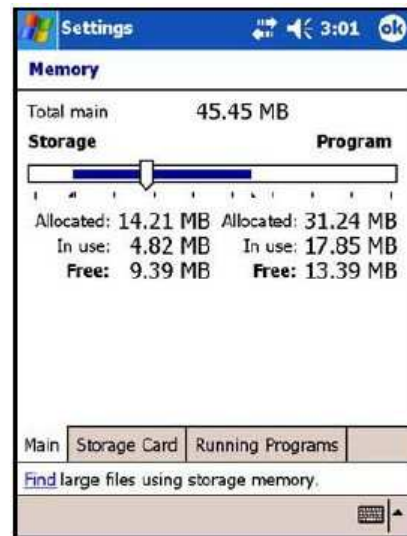 Settings 3:01 ok
Memory
Total main 45.45 MB
Storage Program
Allocated: 14.21 MB Allocated: 31.24 MB
In use: 4.82 MB In use: 17.85 MB
Free: 9.39 MB Free: 13.39 MB
Main Storage Card Running Programs
Find large files using storage memory.